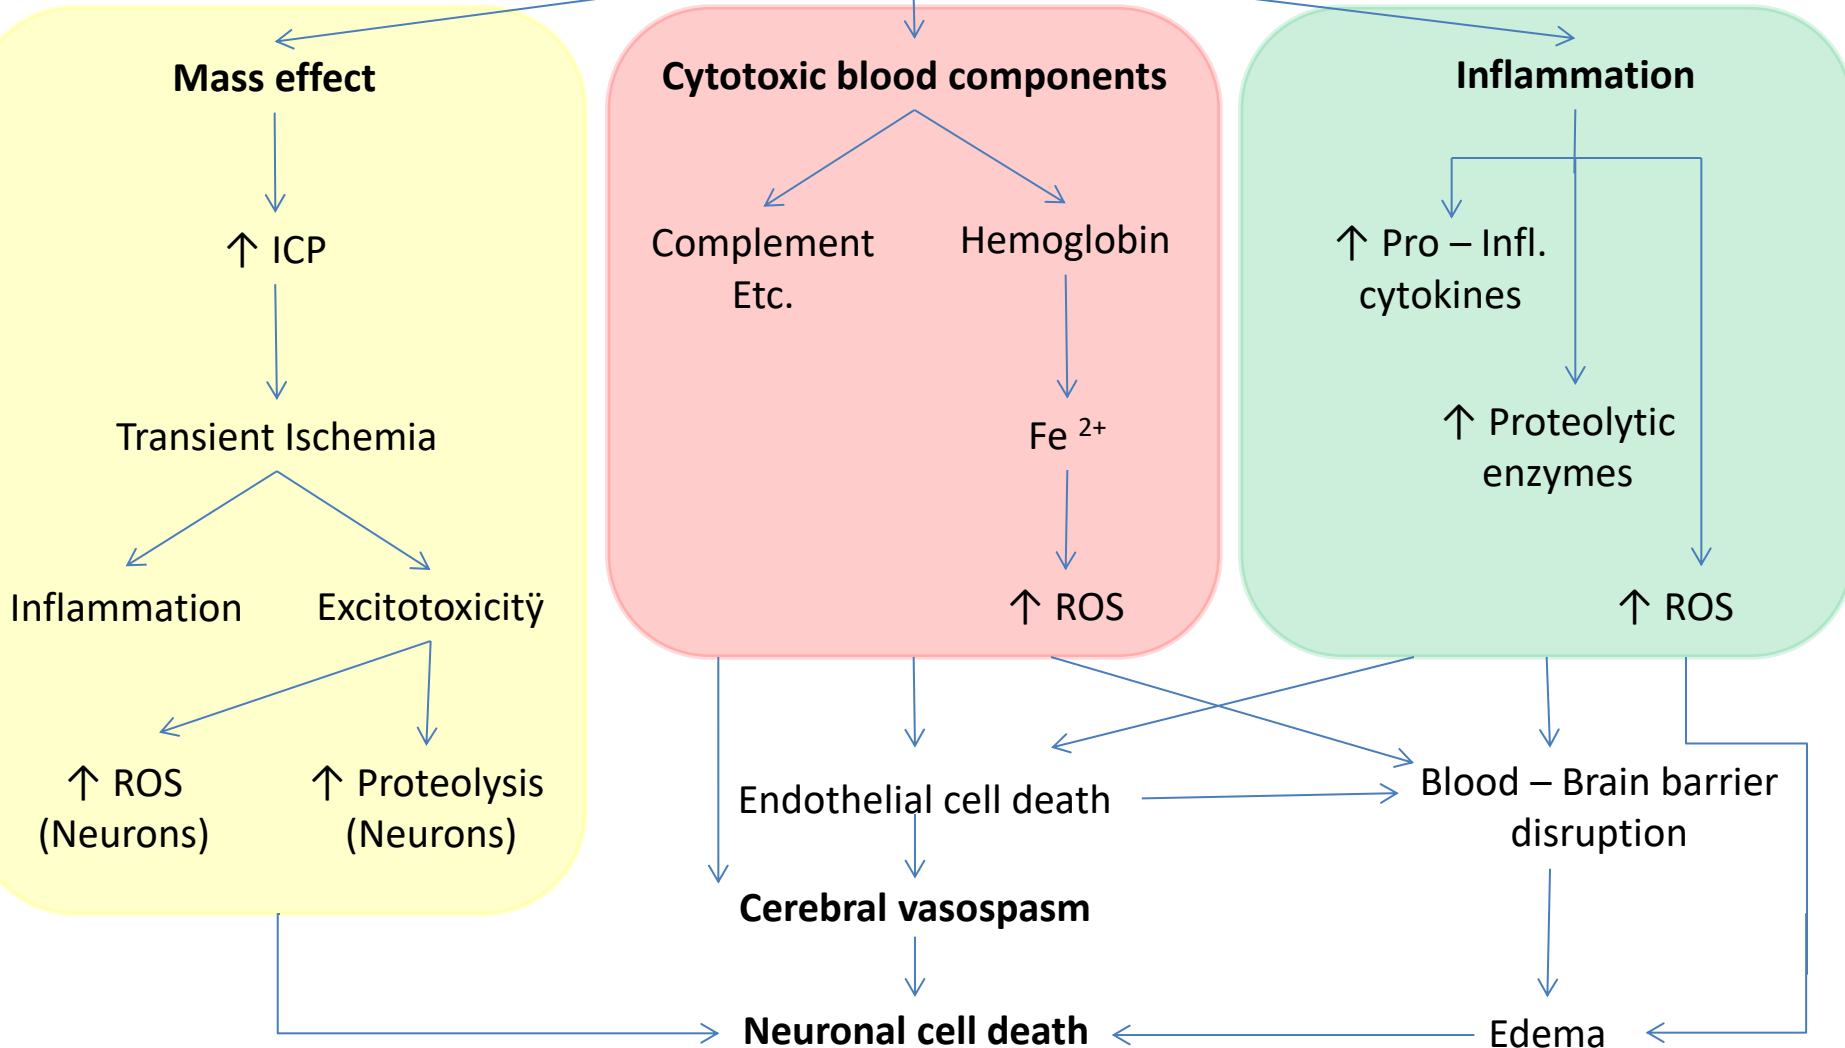 Mass effect
↑ ICP
Transient Ischemia
Inflammation
Excitotoxicitÿ
↑ ROS
(Neurons)
↑ Proteolysis
(Neurons)
Cytotoxic blood components
Complement
Etc.
Hemoglobin
Fe ²⁺
↑ ROS
Inflammation
↑ Pro – Infl.
cytokines
↑ Proteolytic
enzymes
↑ ROS
Endothelial cell death
Blood – Brain barrier
disruption
Cerebral vasospasm
Neuronal cell death
Edema